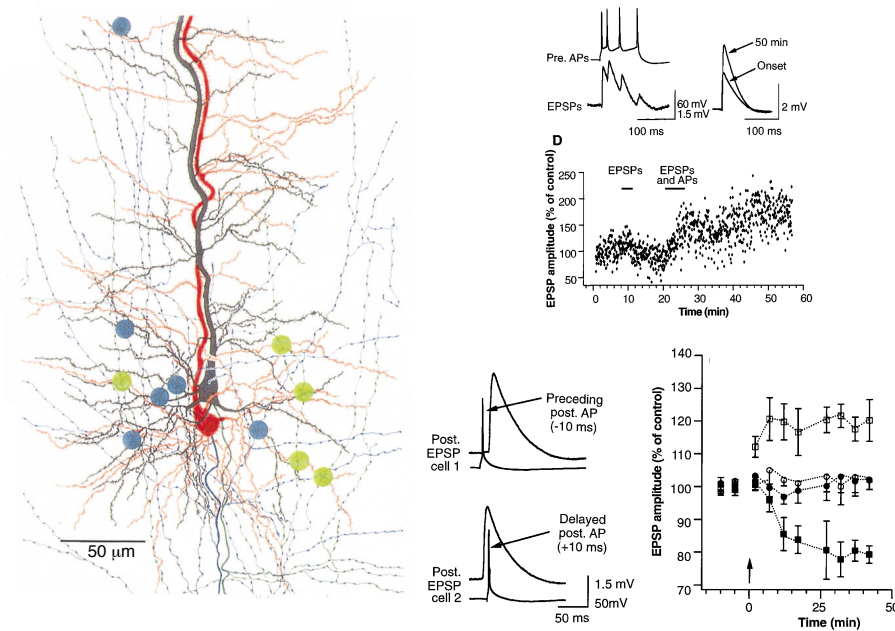 50 μm
Pre. APs
EPSPs
60 mV
1.5 mV
100 ms
50 min
Onset
2 mV
100 ms
D
EPSP amplitude (% of control)
250
200
150
100
50
EPSPs
EPSPs
and APs
0
10
20
30
40
50
60
Time (min)
Preceding
post. AP
(-10 ms)
Post.
EPSP
cell 1
Delayed
post. AP
(+10 ms)
Post.
EPSP
cell 2
1.5 mV
50mV
50 ms
EPSP amplitude (% of control)
140
130
120
110
100
90
80
70
0
25
50
Time (min)